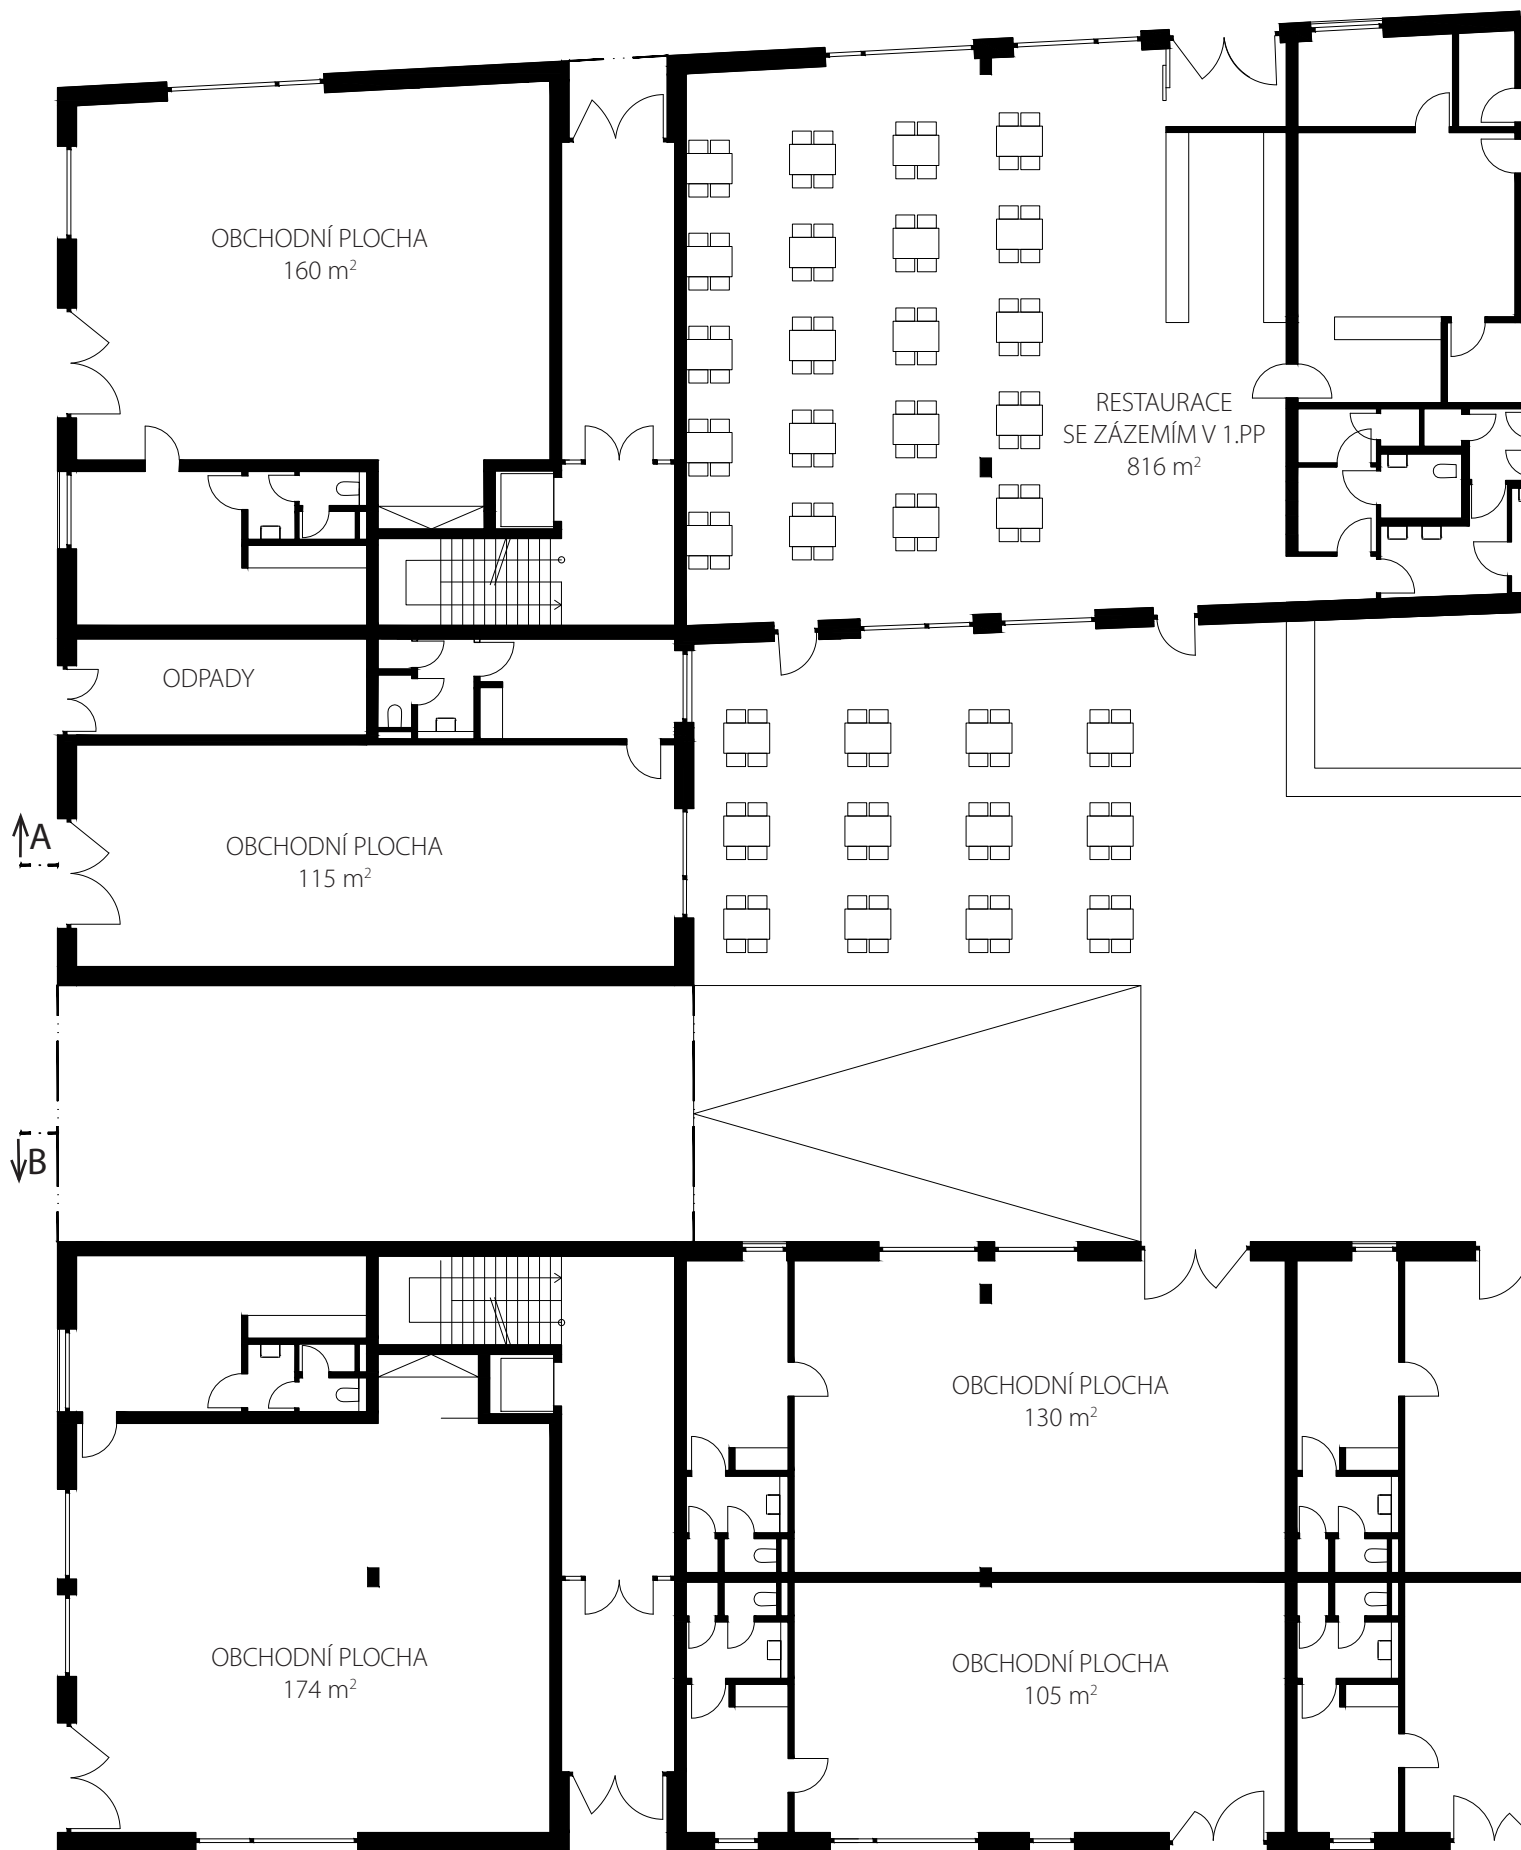 OBCHODNÍ PLOCHA
160 m²
RESTAURACE
SE ZÁZEMÍM V 1.PP
816 m²
ODPADY
A
OBCHODNÍ PLOCHA
115 m²
B
OBCHODNÍ PLOCHA
130 m²
OBCHODNÍ PLOCHA
174 m²
OBCHODNÍ PLOCHA
105 m²